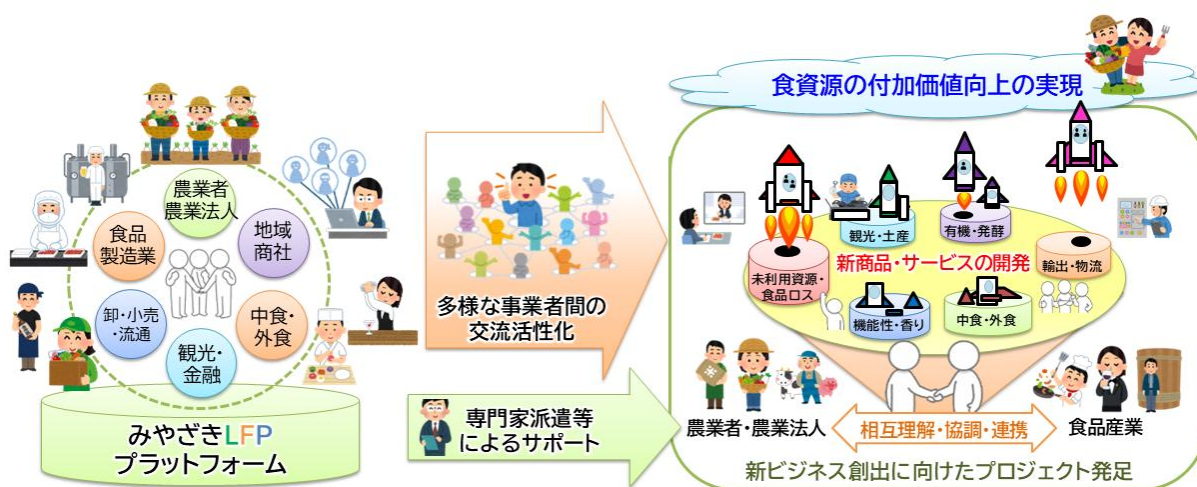 農業者
農業法人
食品
製造業
地域
商社
卸・小売
・流通
中食・
外食
観光・
金融
みやざきLFP
プラットフォーム
多様な事業者間の
交流活性化
専門家派遣等
によるサポート
食資源の付加価値向上の実現
観光・土産
有機・発酵
新商品・サービスの開発
輸出・物流
未利用資源・
食品ロス
機能性・香り
中食・外食
農業者・農業法人
相互理解・協調・連携
食品産業
新ビジネス創出に向けたプロジェクト発足